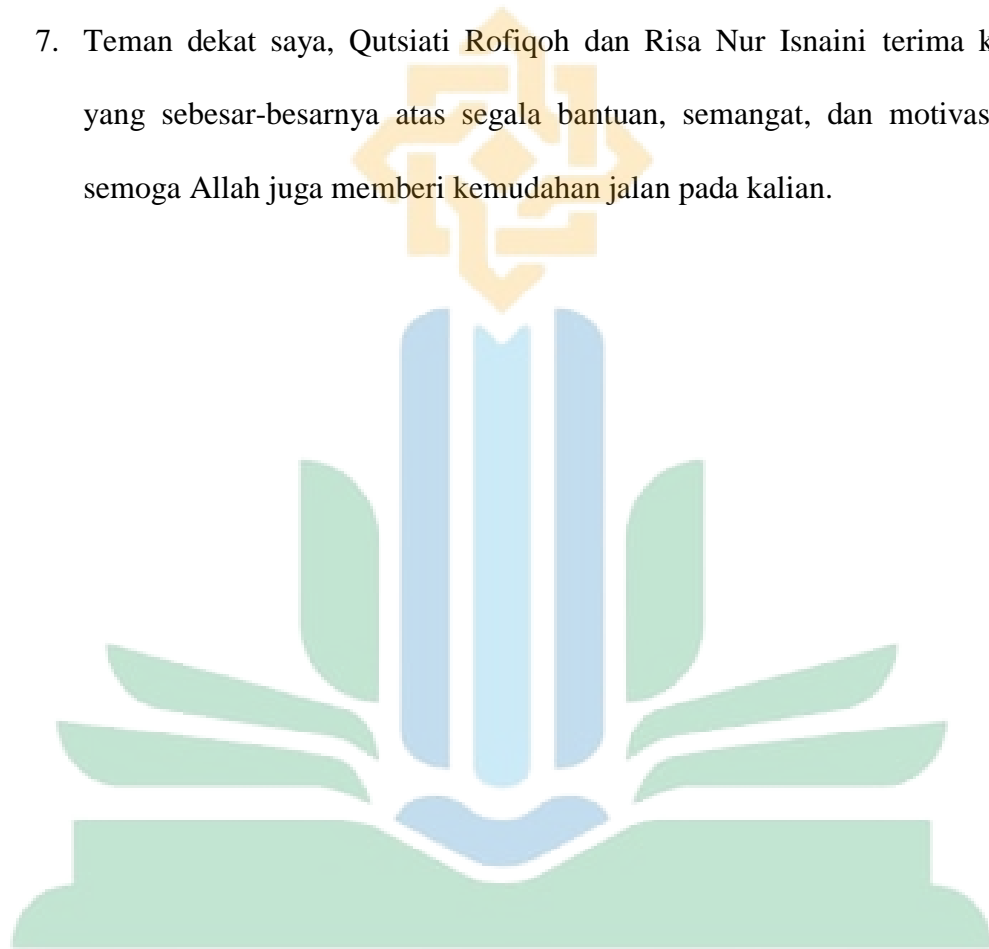 7. Teman dekat saya, Qutsiati Rofiqoh dan Risa Nur Isnaini terima
yang sebesar-besarnya atas segala bantuan, semangat, dan
semoga Allah juga memberi kemudahan jalan pada kalian.